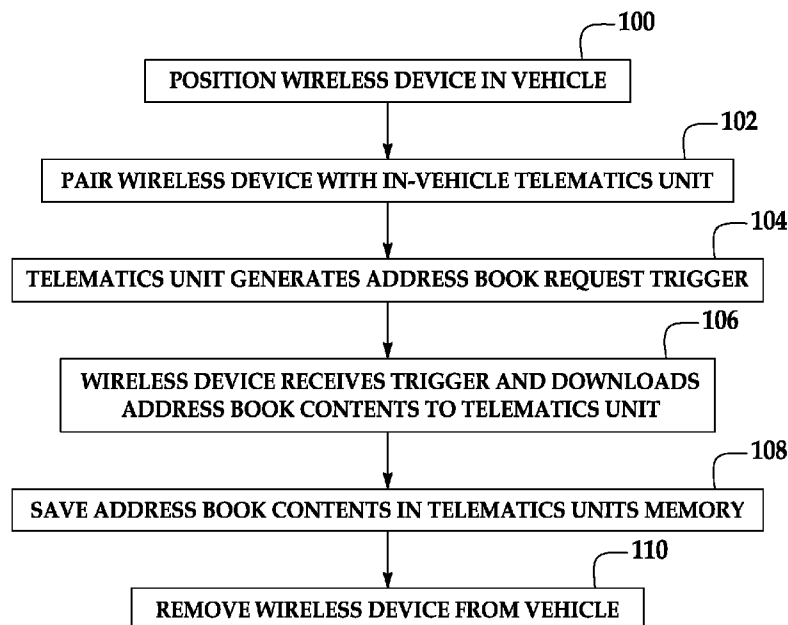 100
POSITION WIRELESS DEVICE IN VEHICLE
102
PAIR WIRELESS DEVICE WITH IN-VEHICLE TELEMATICS UNIT
104
TELEMATICS UNIT GENERATES ADDRESS BOOK REQUEST TRIGGER
106
WIRELESS DEVICE RECEIVES TRIGGER AND DOWNLOADS
ADDRESS BOOK CONTENTS TO TELEMATICS UNIT
108
SAVE ADDRESS BOOK CONTENTS IN TELEMATICS UNITS MEMORY
110
REMOVE WIRELESS DEVICE FROM VEHICLE